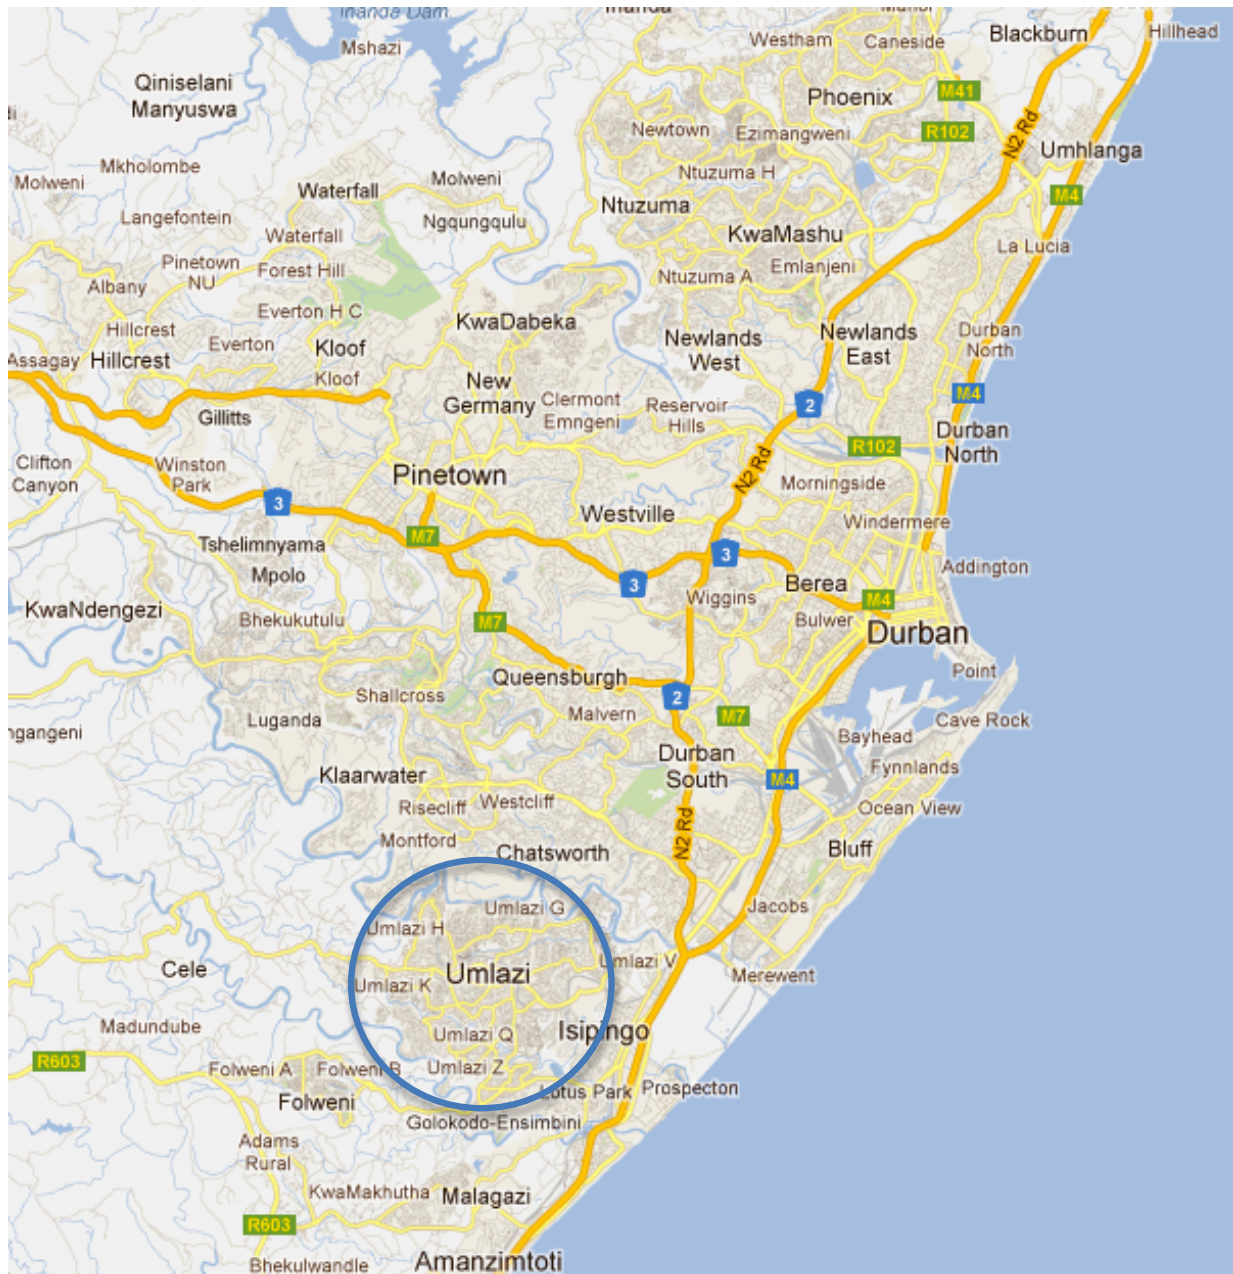 Inanda Dam
Inanda
Mshazi
Westham
Caneside
Blackburn
Hillhead
Qiniselani
Manyuswa
Phoenix
M41
Newtown
Ezimangweni
R102
N2 Rd
Umhlanga
Mkholombe
Molweni
Waterfall
Molweni
Ntuzuma H
M4
Langefontein
Ngqungqulu
Ntuzuma
Waterfall
KwaMashu
La Lucia
Pinetown
NU
Forest Hill
Ntuzuma A
Emlanjeni
Albany
Everton H C
KwaDabeka
Hillcrest
Everton
Kloof
Newlands
West
Newlands
East
Durban
North
Assagay
Hillcrest
Kloof
New
Germany
Clermont
Emngeni
Reservoir
Hills
2
M4
Gillitts
Durban
North
R102
Clifton
Canyon
Winston
Park
Pinetown
N2 Rd
Morningside
3
Westville
Windermere
Tshelimnyama
M7
3
3
Addington
Mpolo
Berea
Wiggins
M4
KwaNdengezi
Bhekukutulu
M7
Bulwer
Durban
Queensburgh
Point
Shallcross
2
Luganda
Malvern
M7
Cave Rock
ngangeni
Bayhead
Durban
South
Klaarwater
M4
Fynnlands
Risecliff
Westcliff
Ocean View
Montford
N2 Rd
Bluff
Chatsworth
Umlazi G
Jacobs
Umlazi H
Cele
Umlazi
Umlazi V
Merewent
Umlazi K
Madundube
Umlazi Q
Isipingo
R603
Folweni A
Folweni B
Umlazi Z
Folweni
Lotus Park
Prospecton
Golokodo-Ensimbini
Adams
Rural
KwaMakhutha
Malagazi
R603
Bhekulwandle
Amanzimtoti